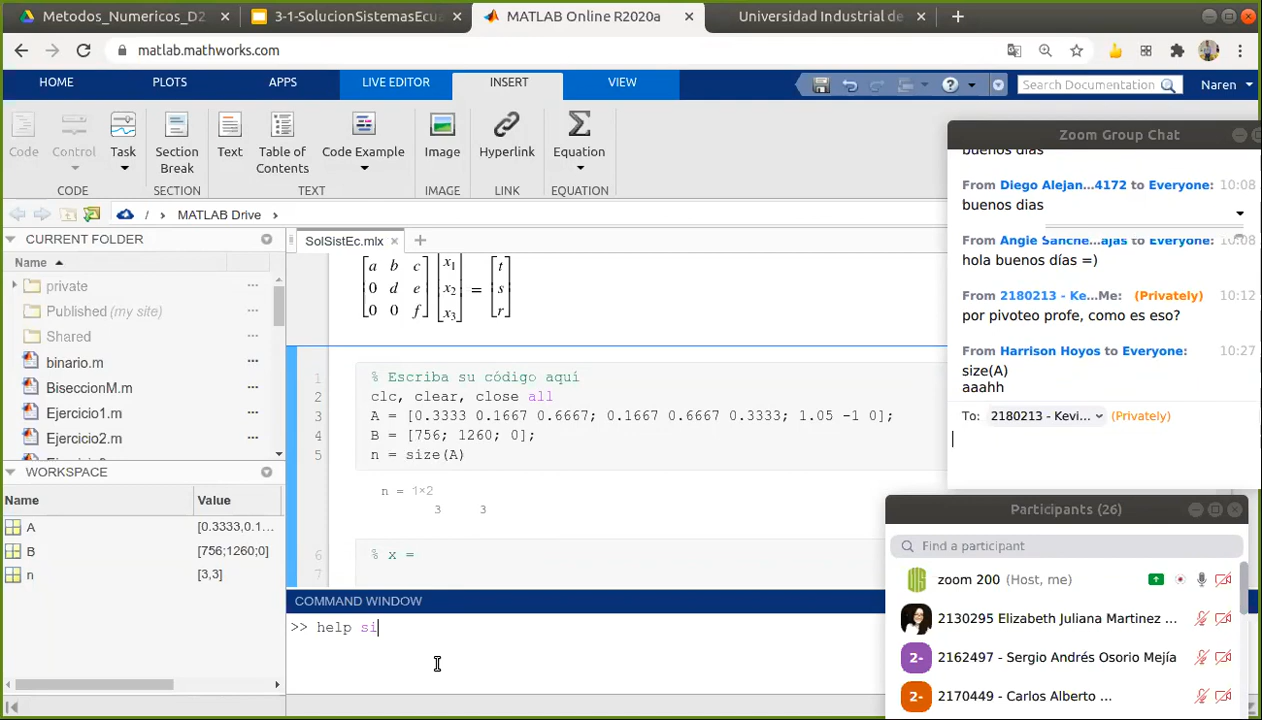 Metodos_Numericos_D2
3-1-SolucionSistemasEcua
MATLAB Online R2020a
Universidad Industrial de
matlab.mathworks.com
HOME
PLOTS
APPS
LIVE EDITOR
INSERT
VIEW
Search Documentation
Naren
Code
Control
Task
Section Break
Text
Table of Contents
Code Example
Image
Hyperlink
Equation
CODE
SECTION
TEXT
IMAGE
LINK
EQUATION
/ › MATLAB Drive ›
CURRENT FOLDER
Name
private
Published (my site)
Shared
binario.m
BiseccionM.m
Ejercicio1.m
Ejercicio2.m
WORKSPACE
Name Value
A [0.3333,0.1...
B [756;1260;0]
n [3,3]
SolSistEc.mlx
a b c x1 t
0 d e x2 = s
0 0 f x3 r
1 % Escriba su código aquí
2 clc, clear, close all
3 A = [0.3333 0.1667 0.6667; 0.1667 0.6667 0.3333; 1.05 -1 0];
4 B = [756; 1260; 0];
5 n = size(A)
n = 1×2
3 3
6 % x =
7
COMMAND WINDOW
>> help si
Zoom Group Chat
buenos dias
From Diego Alejan...4172 to Everyone: 10:08
buenos dias
From Angie Sanche...ajas to Everyone: 10:08
hola buenos días =)
From 2180213 - Ke...Me: (Privately) 10:12
por pivoteo profe, como es eso?
From Harrison Hoyos to Everyone: 10:27
size(A)
aaahh
To: 2180213 - Kevi... (Privately)
Participants (26)
Find a participant
zoom 200 (Host, me)
2130295 Elizabeth Juliana Martinez ...
2- 2162497 - Sergio Andrés Osorio Mejía
2- 2170449 - Carlos Alberto ...